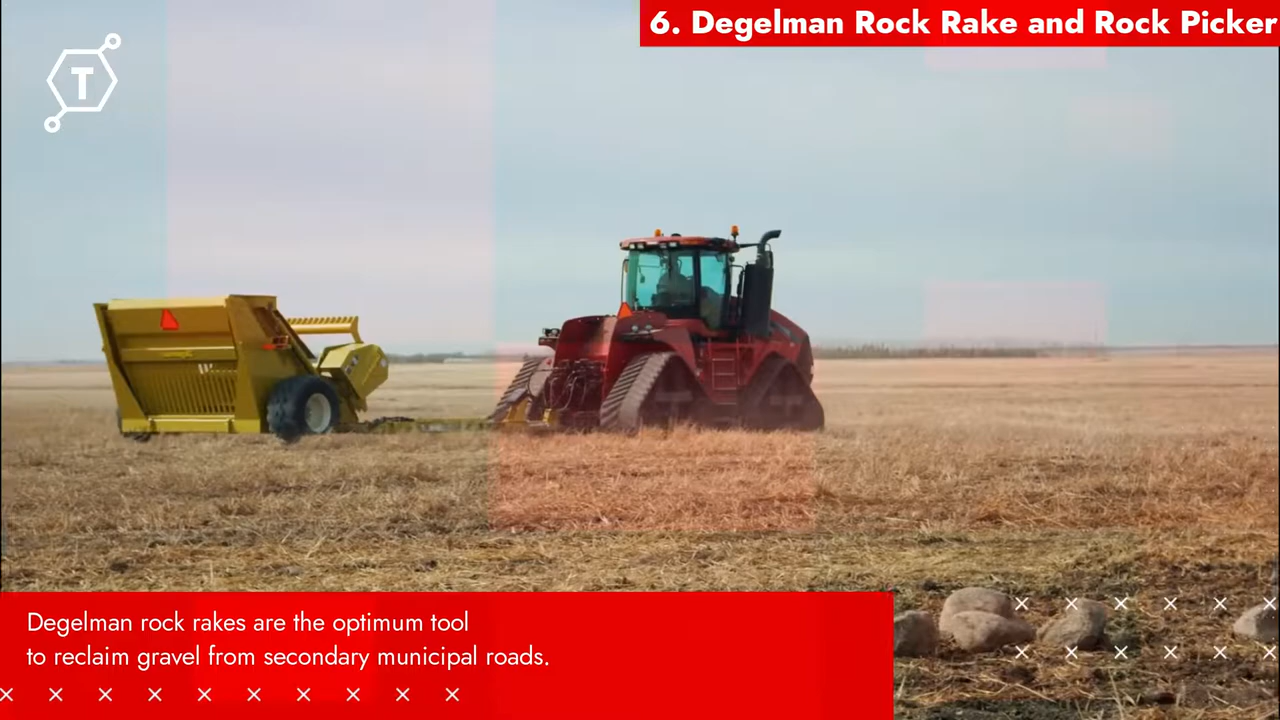 T
6. Degelman Rock Rake and Rock Picker
Degelman rock rakes are the optimum tool
to reclaim gravel from secondary municipal roads.